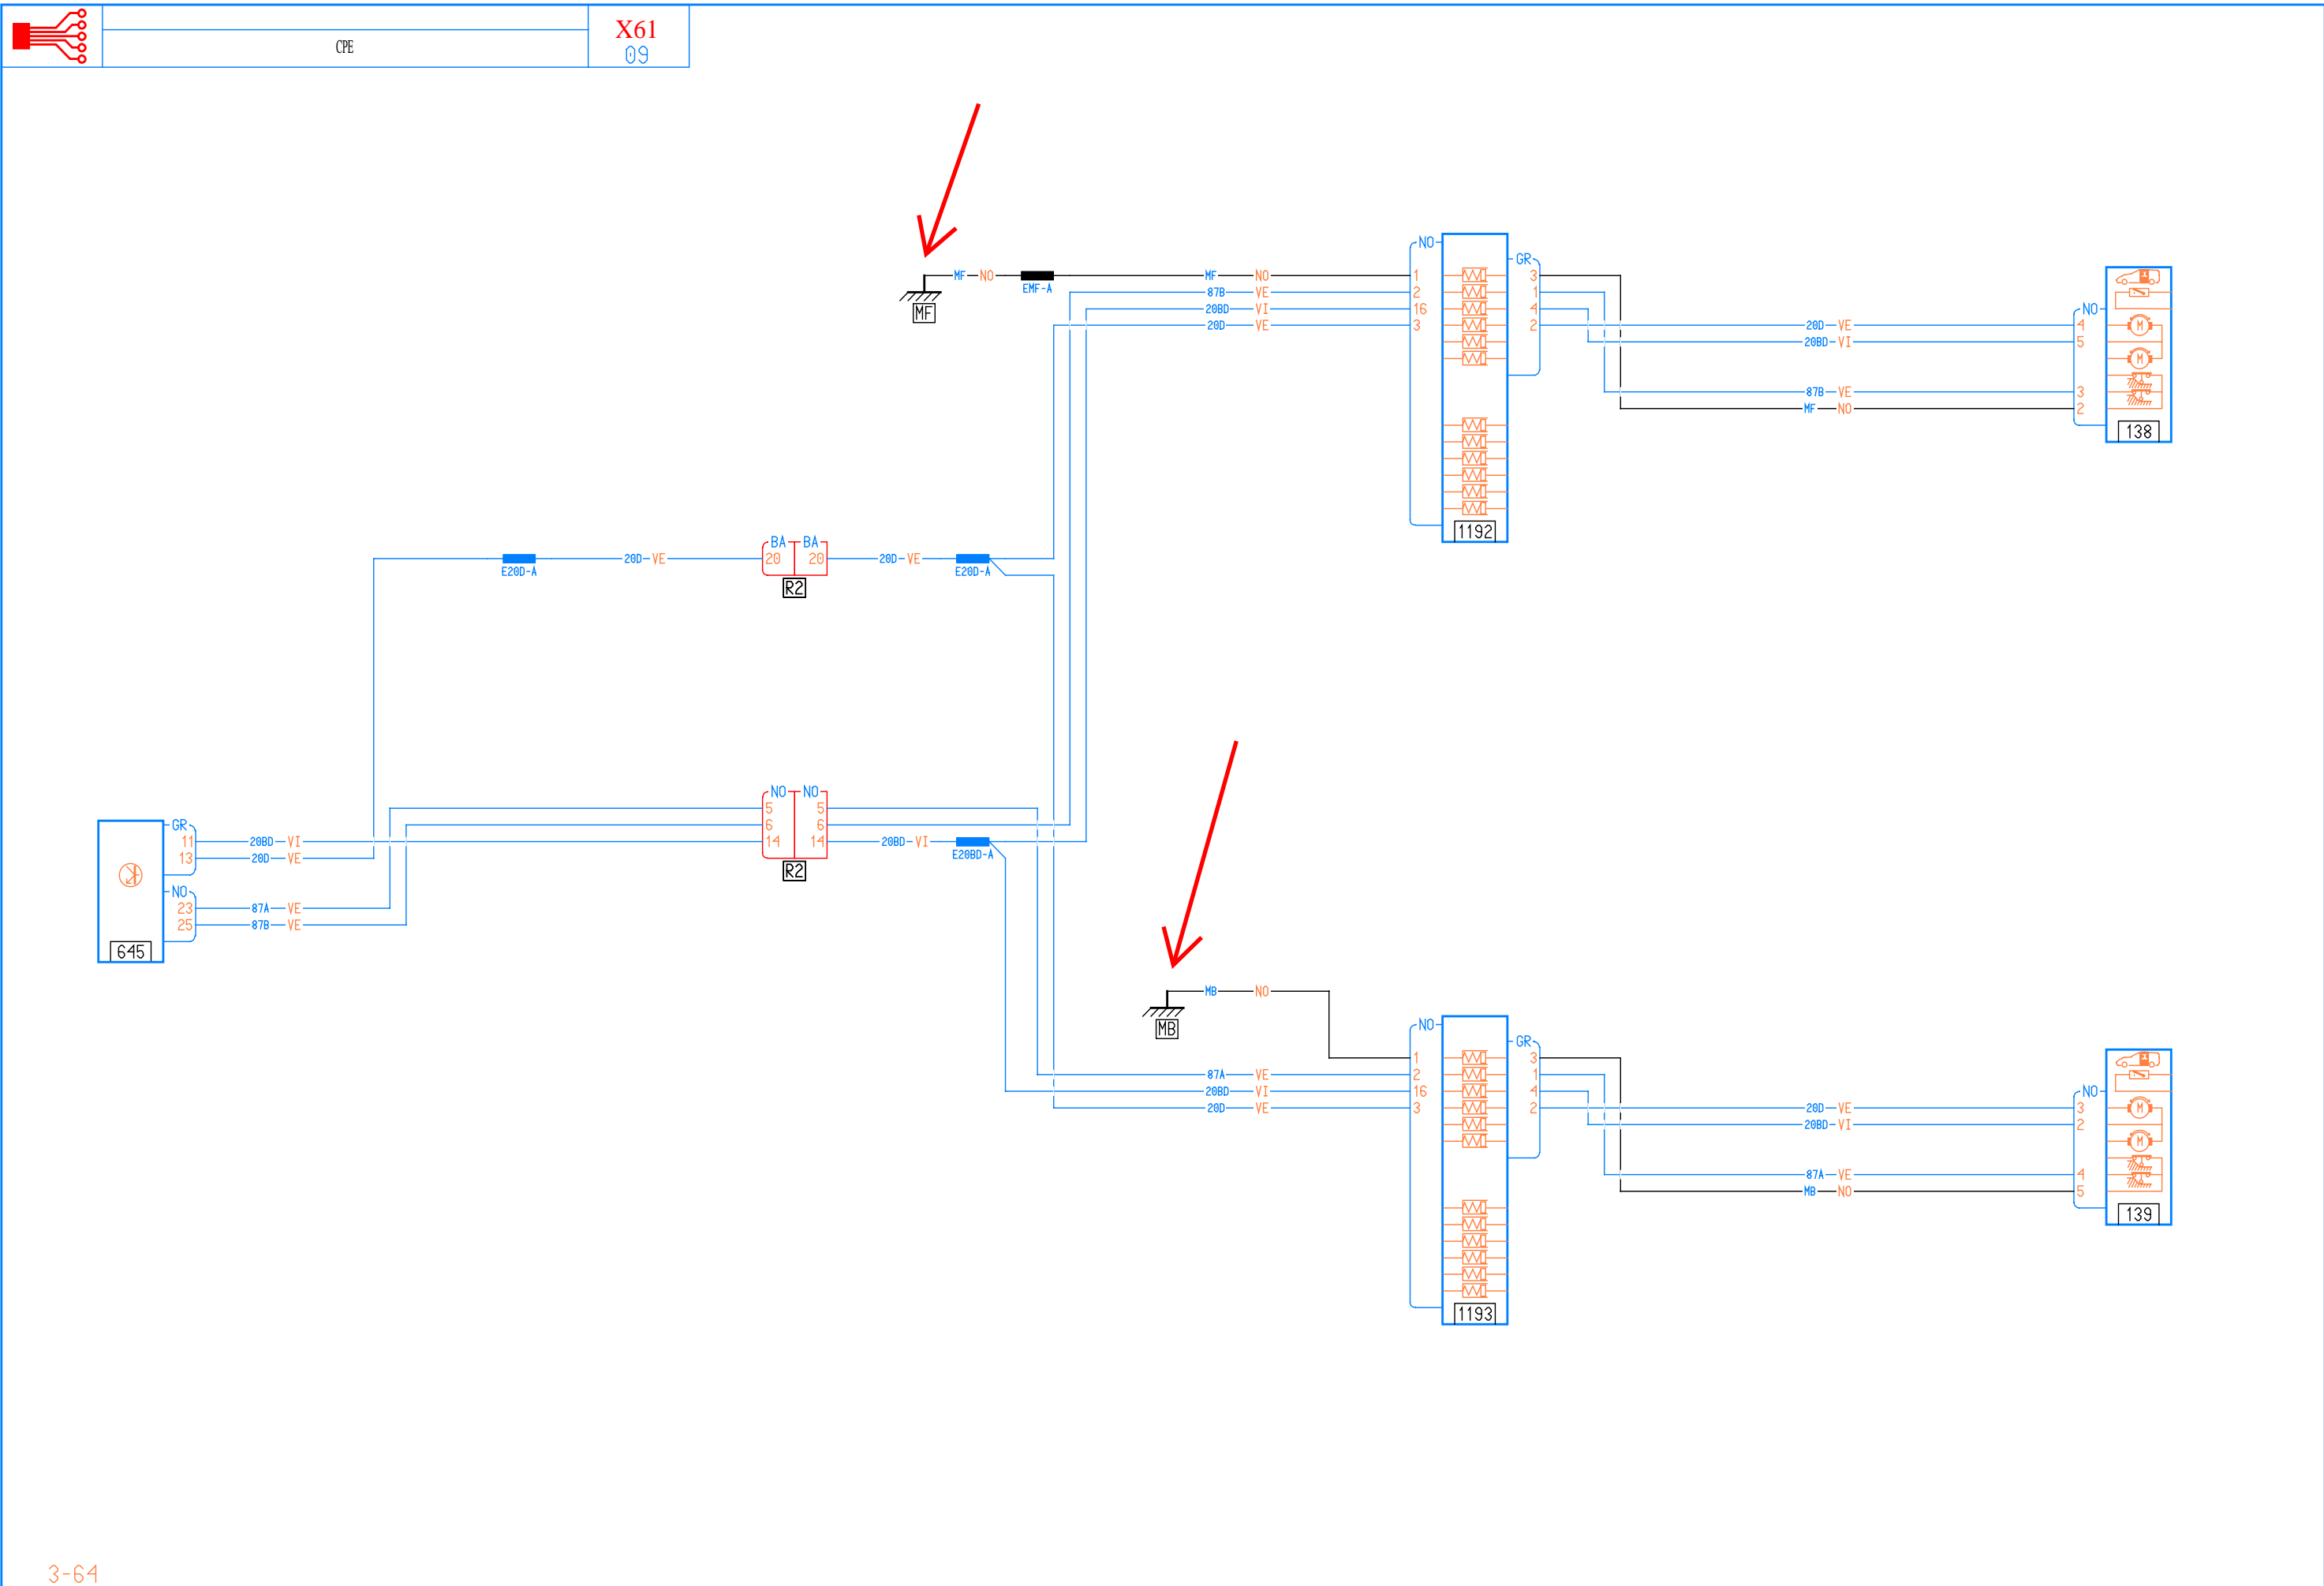 CPE
X61
09
MF NO
EMF-A
MF
MF NO
87B VE
20BD VI
20D VE
NO
1
2
16
3
GR
3
1
4
2
1192
20D VE
20BD VI
87B VE
MF NO
NO
4
5
3
2
M
M
138
E20D-A
20D VE
BA BA
20 20
R2
20D VE
E20D-A
NO NO
5 5
6 6
14 14
R2
20BD VI
E20BD-A
GR
11
13
NO
23
25
645
20BD VI
20D VE
87A VE
87B VE
MB NO
MB
87A VE
20BD VI
20D VE
NO
1
2
16
3
GR
3
1
4
2
1193
20D VE
20BD VI
87A VE
MB NO
NO
3
2
4
5
M
M
139
3-64